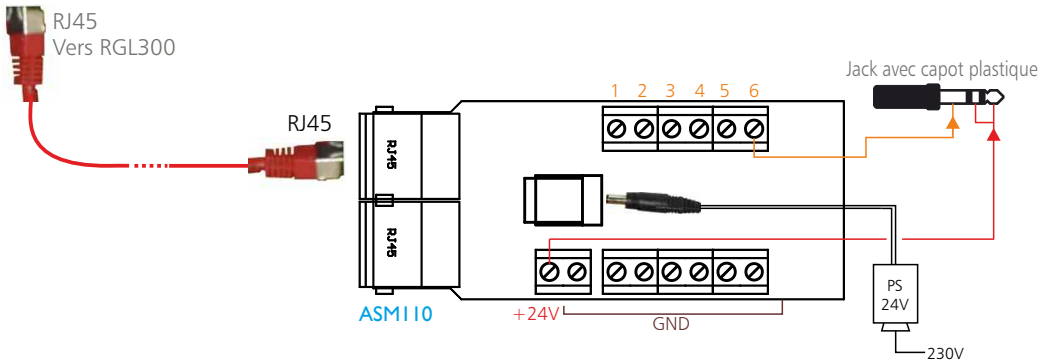 RJ45
Vers RGL300
Jack avec capot plastique
1 2 3 4 5 6
RJ45
RJ45
RJ45
PS
24V
ASM110
+24V
GND
230V